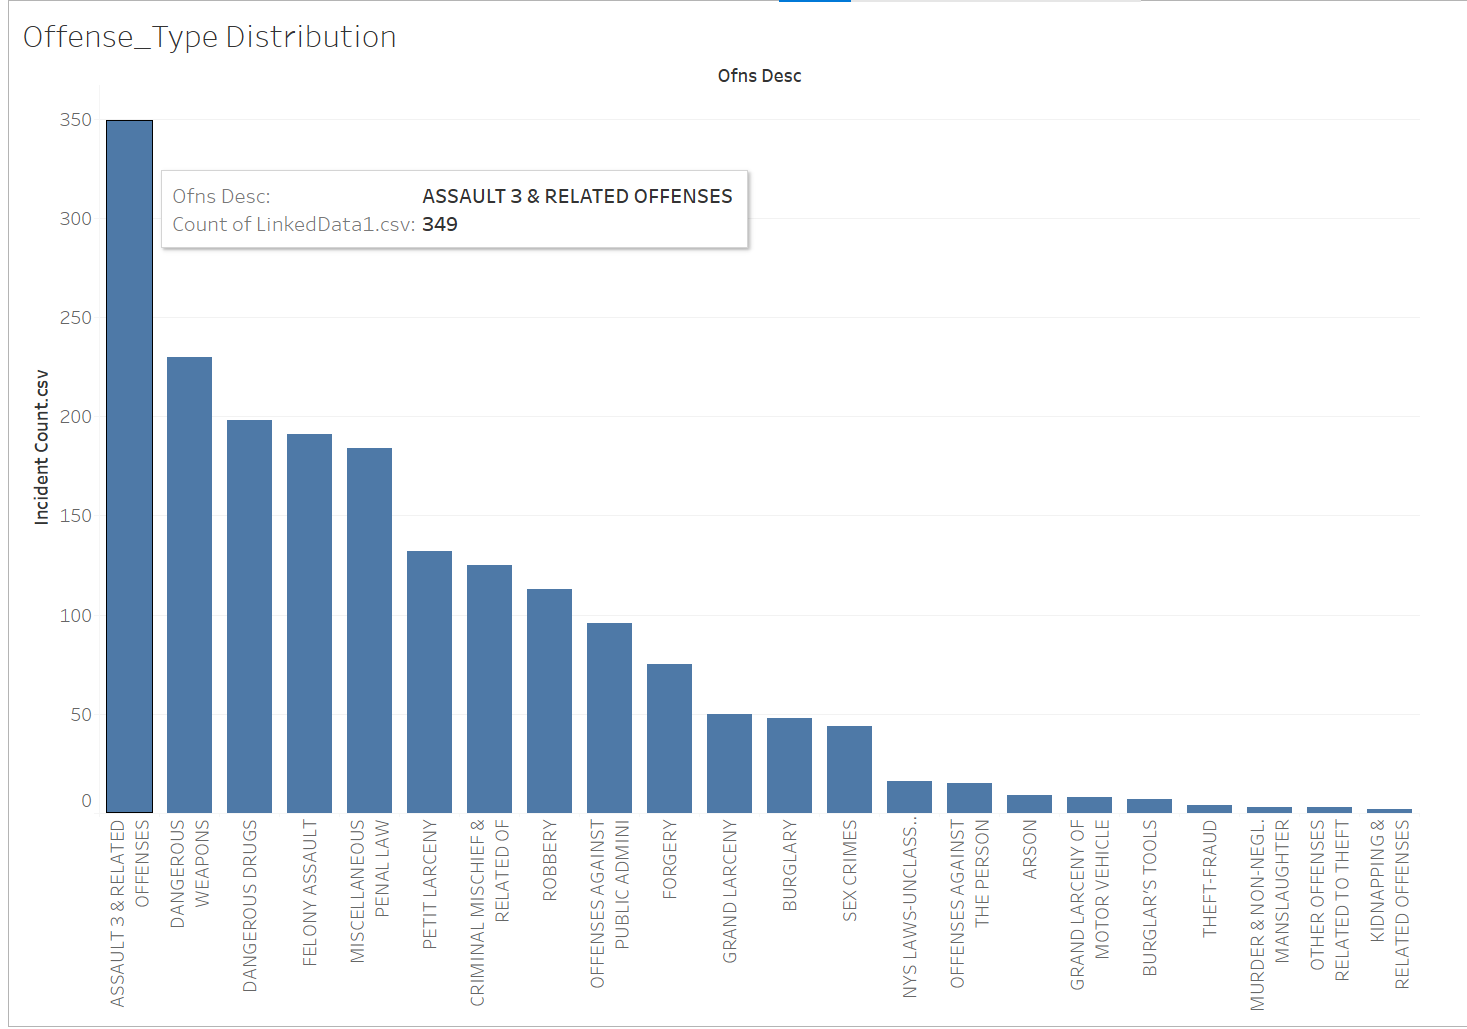 Offense_Type Distribution
Ofns Desc
350
300
250
200
150
100
50
0
Incident Count.csv
Ofns Desc: ASSAULT 3 & RELATED OFFENSES
Count of LinkedData1.csv: 349
ASSAULT 3 & RELATED
OFFENSES
DANGEROUS
WEAPONS
DANGEROUS DRUGS
FELONY ASSAULT
MISCELLANEOUS
PENAL LAW
PETIT LARCENY
CRIMINAL MISCHIEF &
RELATED OF
ROBBERY
OFFENSES AGAINST
PUBLIC ADMINI
FORGERY
GRAND LARCENY
BURGLARY
SEX CRIMES
NYS LAWS-UNCLASS..
OFFENSES AGAINST
THE PERSON
ARSON
GRAND LARCENY OF
MOTOR VEHICLE
BURGLAR'S TOOLS
THEFT-FRAUD
MURDER & NON-NEGL.
MANSLAUGHTER
OTHER OFFENSES
RELATED TO THEFT
KIDNAPPING &
RELATED OFFENSES